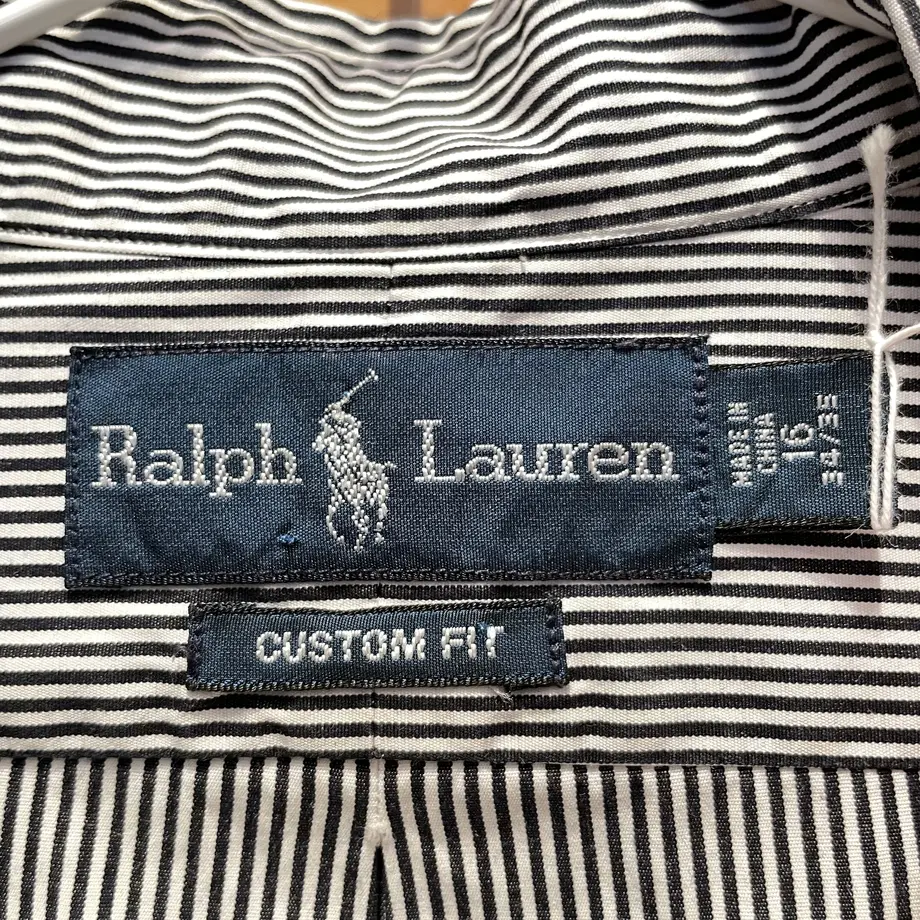 Ralph Lauren
CUSTOM FIT
MADE IN
CHINA
16
34/35